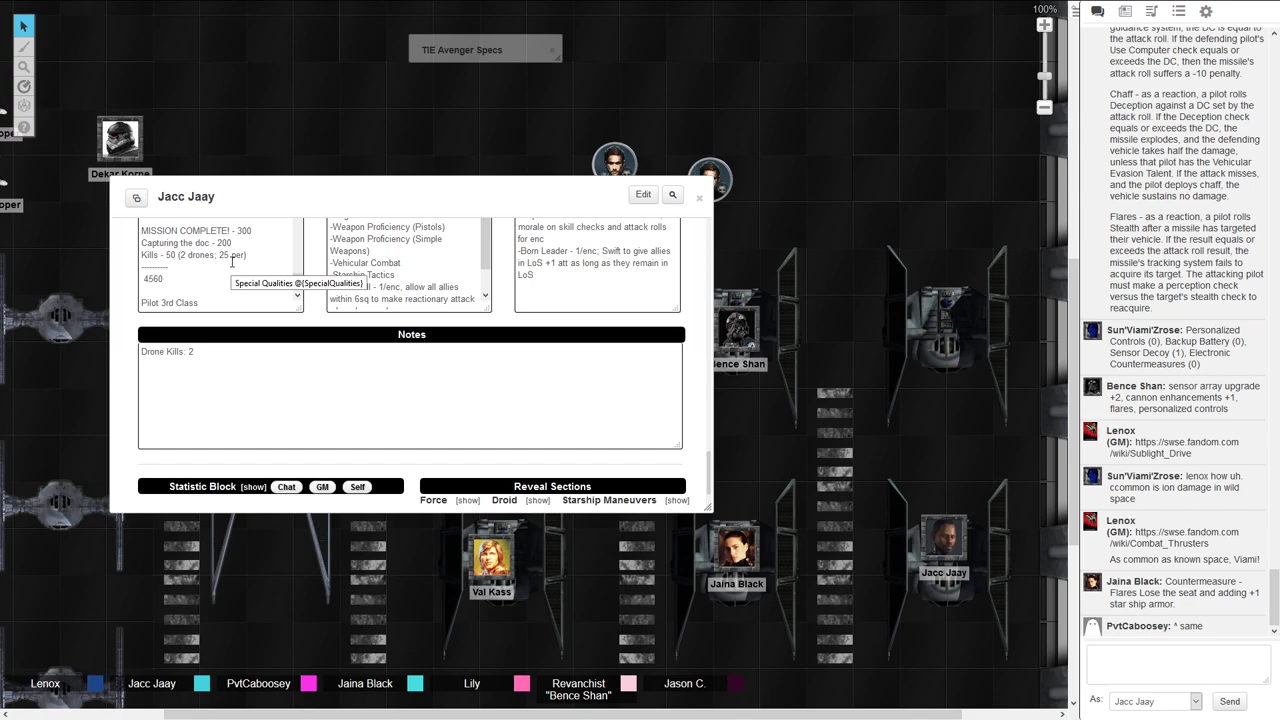 100%
TIE Avenger Specs
Dekar Korne
Jacc Jaay
Edit
MISSION COMPLETE! - 300
Capturing the doc - 200
Kills - 50 (2 drones; 25 per)
----------
4560
Pilot 3rd Class
-Weapon Proficiency (Pistols)
-Weapon Proficiency (Simple
Weapons)
-Vehicular Combat
-Starship Tactics
ll - 1/enc, allow all allies
within 6sq to make reactionary attack
morale on skill checks and attack rolls
for enc
-Born Leader - 1/enc; Swift to give allies
in LoS +1 att as long as they remain in
LoS
Special Qualities @{SpecialQualities}
Notes
Drone Kills: 2
Statistic Block [show] Chat GM Self
Reveal Sections
Force [show] Droid [show] Starship Maneuvers [show]
Bence Shan
Val Kass
Jaina Black
Jacc Jaay
Lenox
Jacc Jaay
PvtCaboosey
Jaina Black
Lily
Revanchist
"Bence Shan"
Jason C.
guidance system, the DC is equal to
the attack roll. If the defending pilot's
Use Computer check equals or
exceeds the DC, then the missile's
attack roll suffers a -10 penalty.
Chaff - as a reaction, a pilot rolls
Deception against a DC set by the
attack roll. If the Deception check
equals or exceeds the DC, the
missile explodes, and the defending
vehicle takes half the damage,
unless that pilot has the Vehicular
Evasion Talent. If the attack misses,
and the pilot deploys chaff, the
vehicle sustains no damage.
Flares - as a reaction, a pilot rolls
Stealth after a missile has targeted
their vehicle. If the result equals or
exceeds the attack result, the
missile's tracking system fails to
acquire its target. The attacking pilot
must make a perception check
versus the target's stealth check to
reacquire.
Sun'Viami'Zrose: Personalized
Controls (0), Backup Battery (0),
Sensor Decoy (1), Electronic
Countermeasures (0)
Bence Shan: sensor array upgrade
+2, cannon enhancements +1,
flares, personalized controls
Lenox
(GM): https://swse.fandom.com
/wiki/Sublight_Drive
Sun'Viami'Zrose: lenox how uh.
ccommon is ion damage in wild
space
Lenox
(GM): https://swse.fandom.com
/wiki/Combat_Thrusters
As common as known space, Viami!
Jaina Black: Countermeasure -
Flares Lose the seat and adding +1
star ship armor.
PvtCaboosey: ^ same
As: Jacc Jaay Send